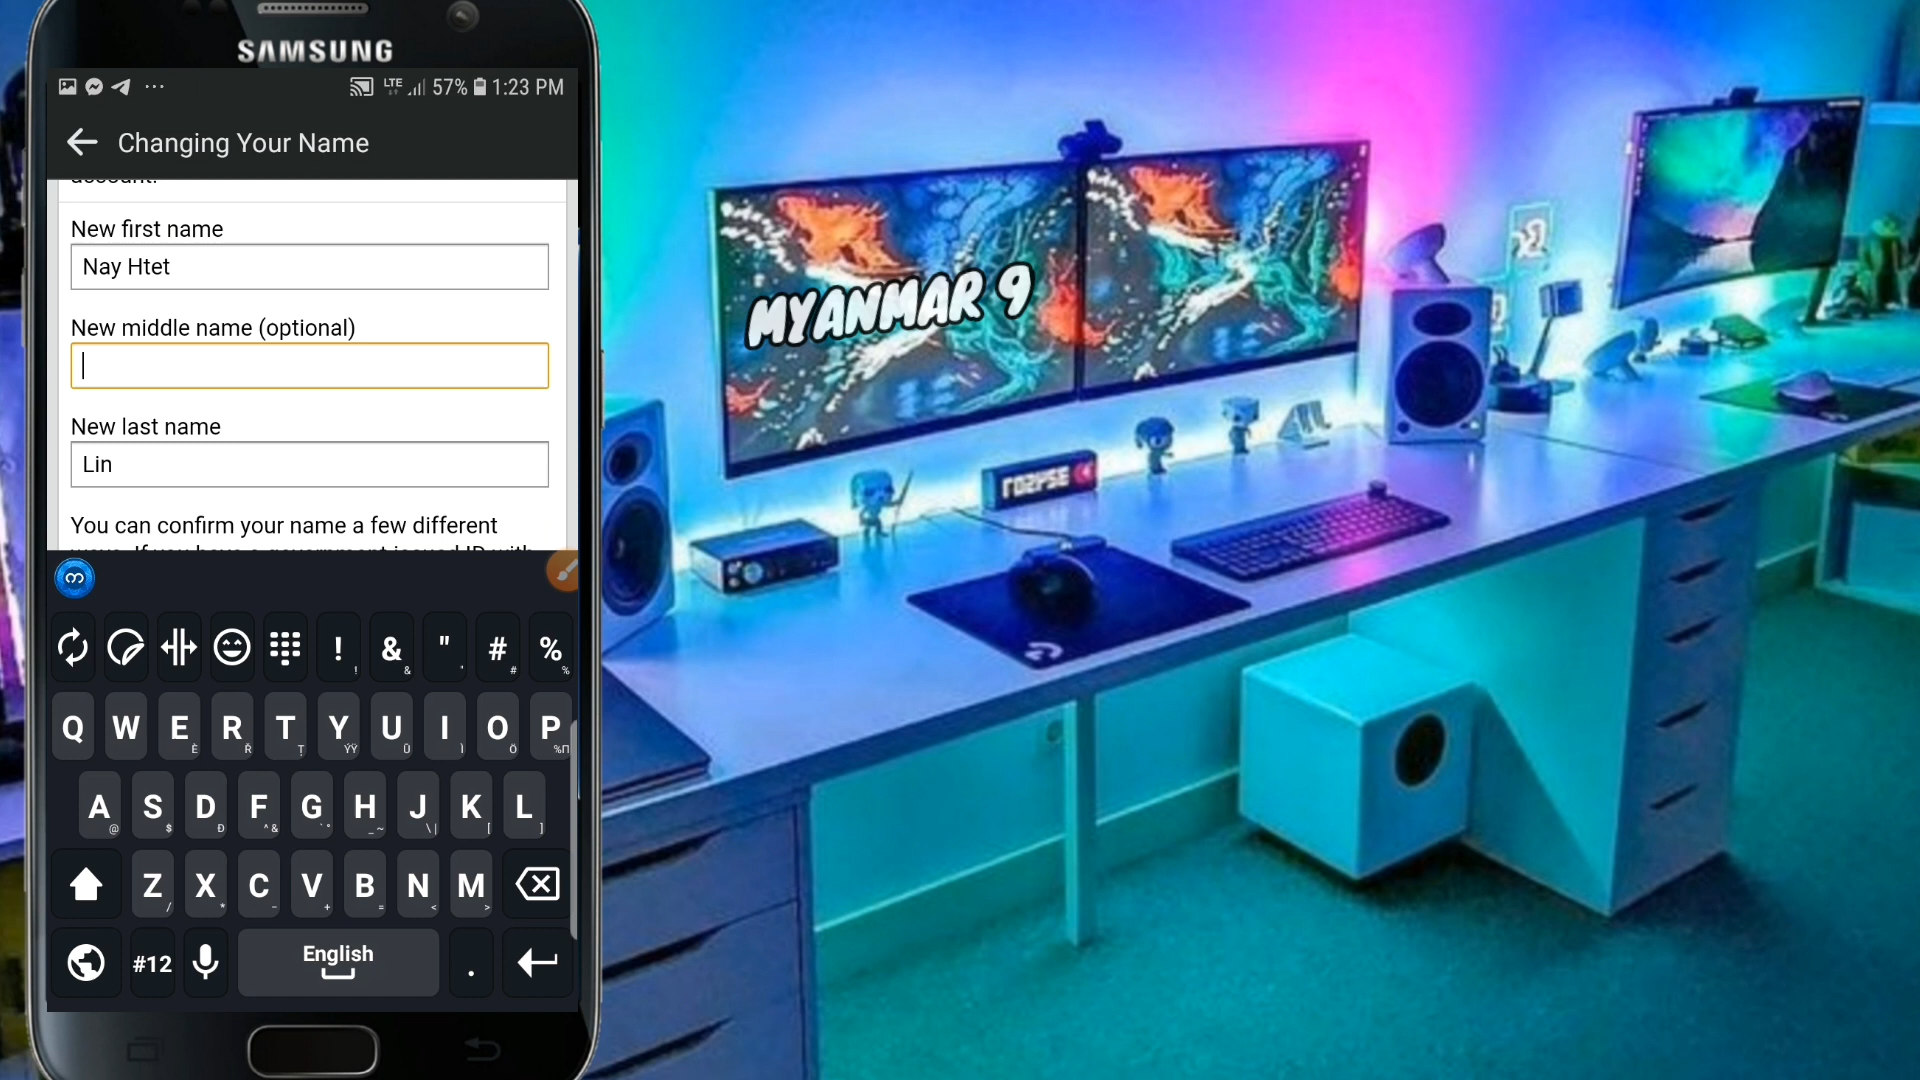 SAMSUNG
LTE 57% 1:23 PM
Changing Your Name
account.
New first name
Nay Htet
New middle name (optional)
New last name
Lin
You can confirm your name a few different
! & " # %
Q W E R T Y U I O P
A S D F G H J K L
Z X C V B N M
#12 English .
MYANMAR 9